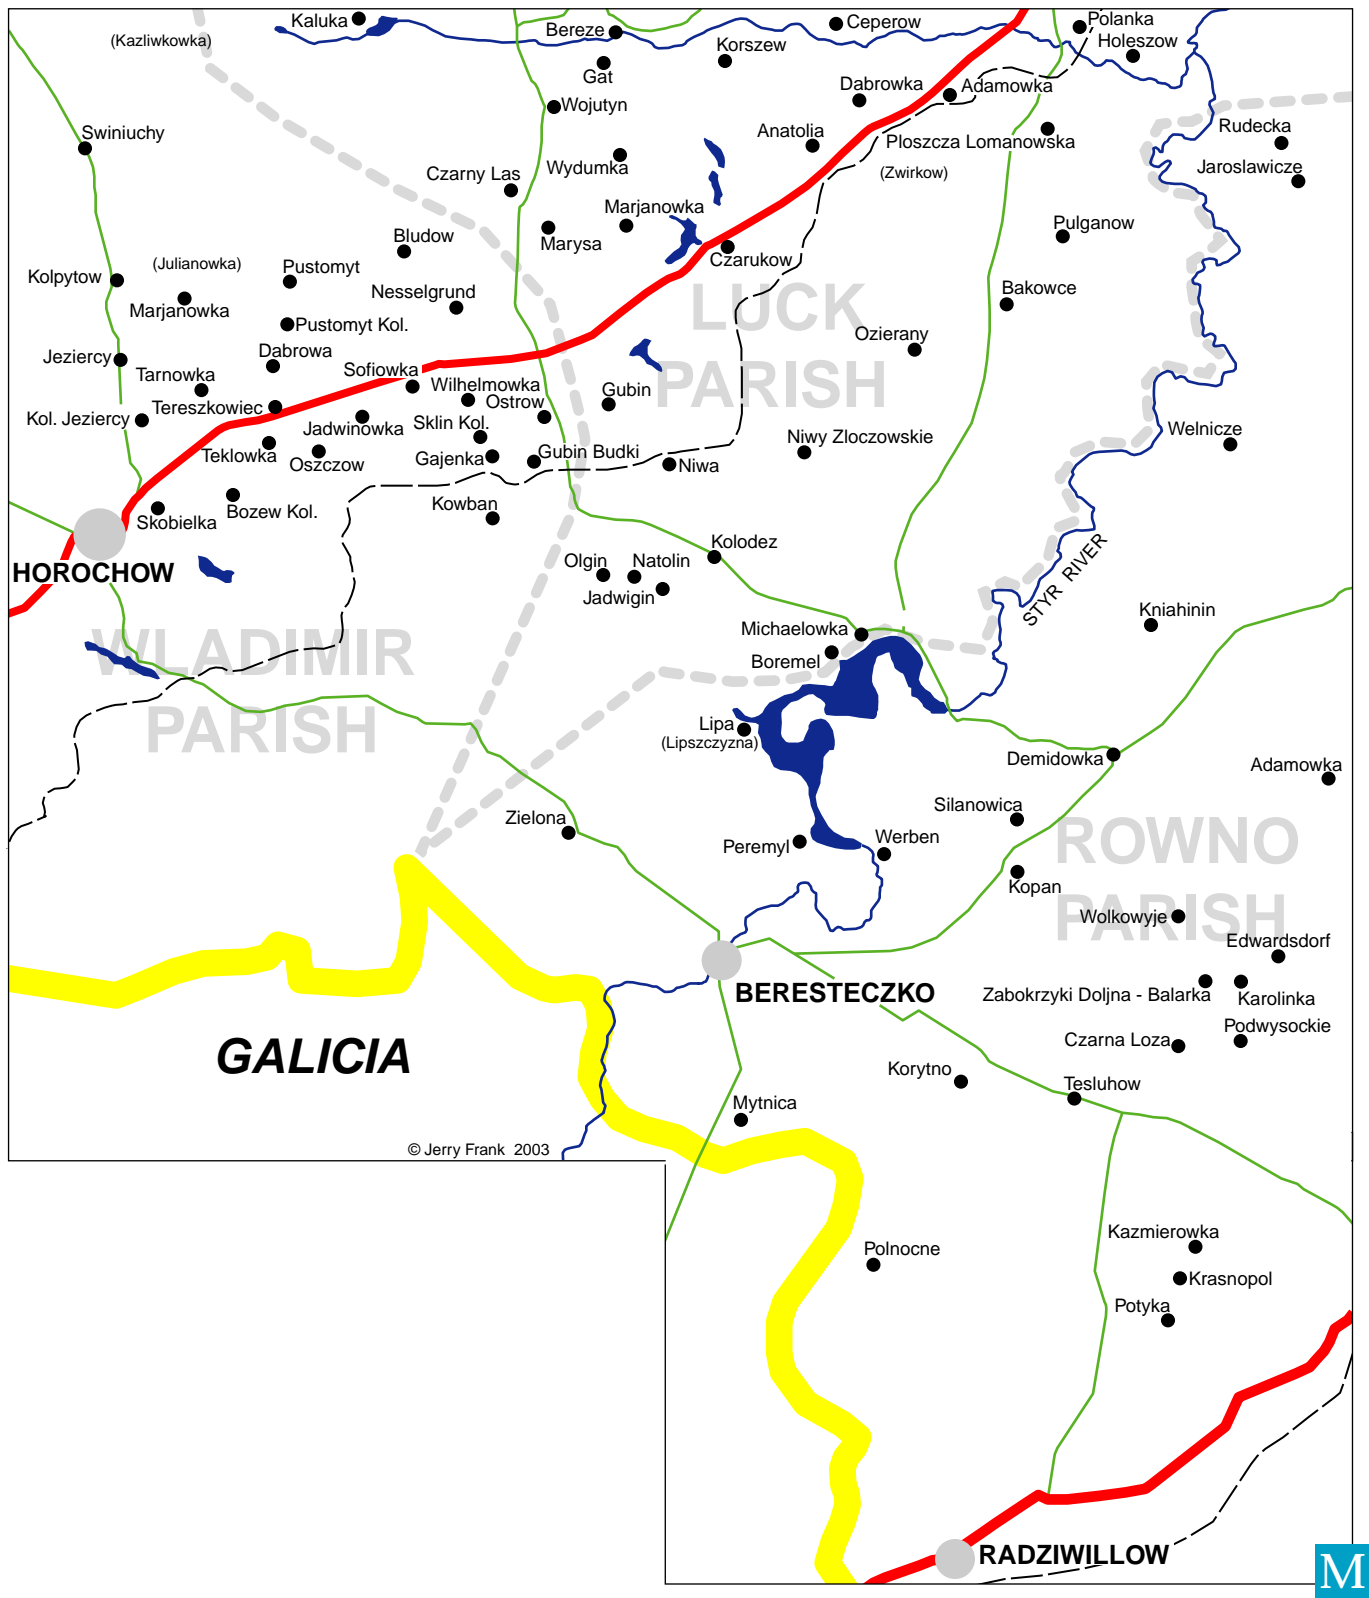 Kaluka
(Kazliwkowka)
Bereze
Ceperow
Polanka
Holeszow
Korszew
Gat
Dabrowka
Adamowka
Wojutyn
Swiniuchy
Anatolia
Ploszcza Lomanowska
Rudecka
Wydumka
Czarny Las
(Zwirkow)
Jaroslawicze
Marjanowka
Pulganow
Bludow
Marysa
Czarukow
(Julianowka)
Kolpytow
Pustomyt
Nesselgrund
Marjanowka
Bakowce
LUCK
PARISH
Pustomyt Kol.
Ozierany
Jeziercy
Dabrowa
Tarnowka
Sofiowka
Wilhelmowka
Ostrow
Gubin
Tereszkowiec
Kol. Jeziercy
Jadwinowka
Sklin Kol.
Niwy Zloczowskie
Welnicze
Teklowka
Oszczow
Gajenka
Gubin Budki
Niwa
Skobielka
Bozew Kol.
Kowban
Kolodez
HOROCHOW
Olgin
Natolin
Jadwigin
STYR RIVER
Kniahinin
WLADIMIR
PARISH
Michaelowka
Boremel
Lipa
(Lipszczyzna)
Demidowka
Adamowka
Silanowica
Zielona
Peremyl
Werben
ROWNO
PARISH
Kopan
Wolkowyje
Edwardsdorf
BERESTECZKO
Zabokrzyki Doljna - Balarka
Karolinka
Podwysockie
GALICIA
Czarna Loza
Korytno
Tesluhow
Mytnica
© Jerry Frank 2003
Kazmierowka
Polnocne
Krasnopol
Potyka
RADZIWILLOW
M